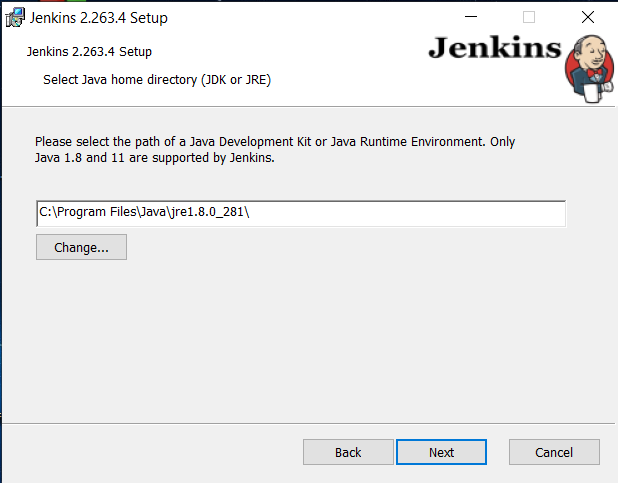 Jenkins 2.263.4 Setup
Jenkins 2.263.4 Setup
Jenkins
Select Java home directory (JDK or JRE)
Please select the path of a Java Development Kit or Java Runtime Environment. Only
Java 1.8 and 11 are supported by Jenkins.
C:\Program Files\Java\jre1.8.0_281\
Change...
Back
Next
Cancel